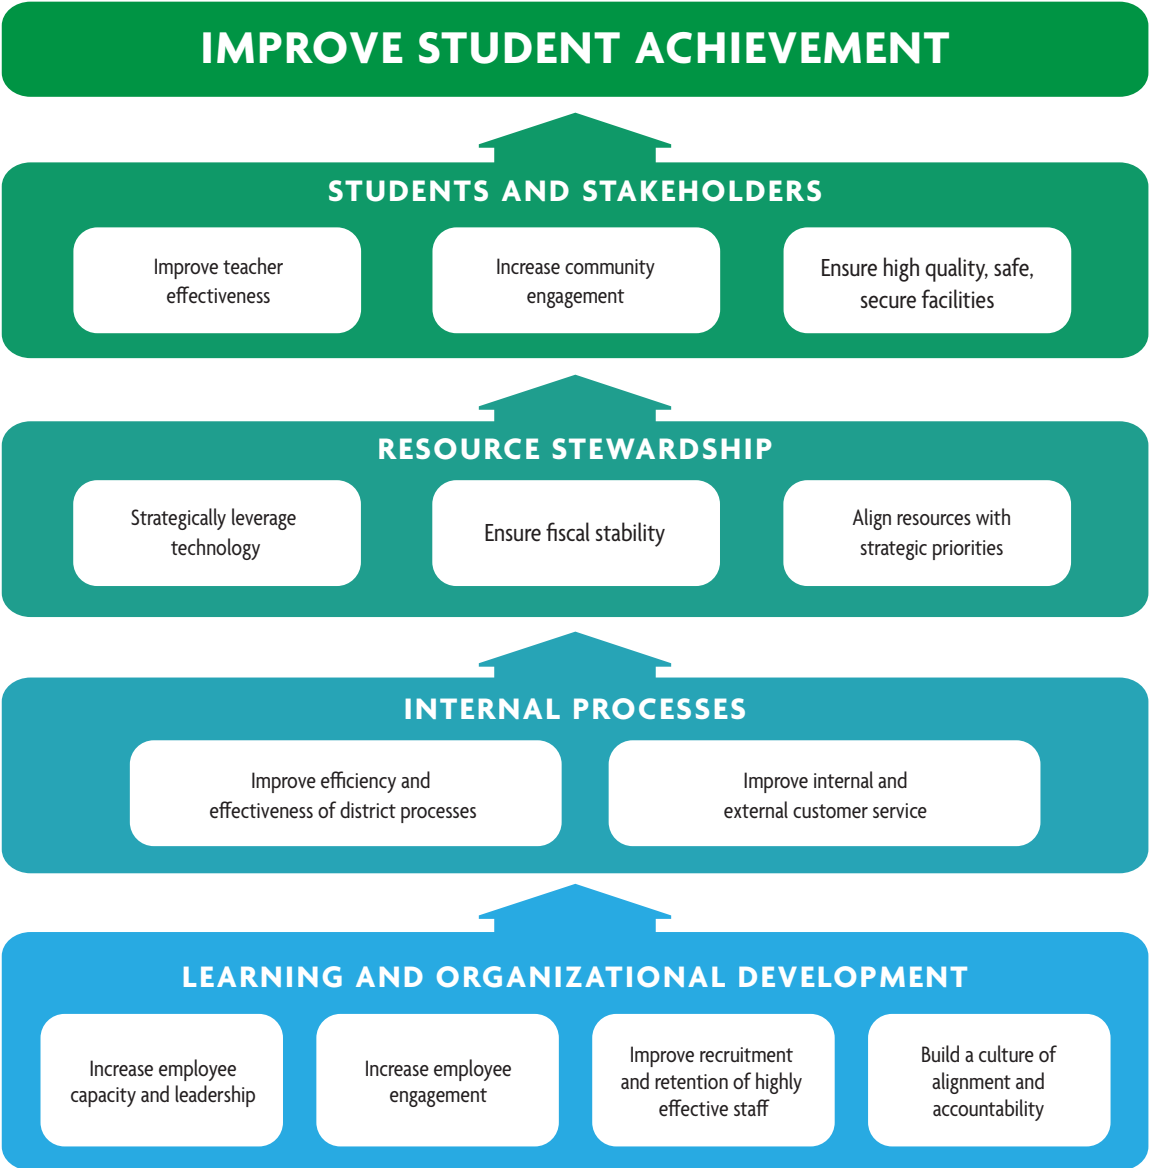 IMPROVE STUDENT ACHIEVEMENT
STUDENTS AND STAKEHOLDERS
Improve teacher
effectiveness
Increase community
engagement
Ensure high quality, safe,
secure facilities
RESOURCE STEWARDSHIP
Strategically leverage
technology
Ensure fiscal stability
Align resources with
strategic priorities
INTERNAL PROCESSES
Improve efficiency and
effectiveness of district processes
Improve internal and
external customer service
LEARNING AND ORGANIZATIONAL DEVELOPMENT
Increase employee
capacity and leadership
Increase employee
engagement
Improve recruitment
and retention of highly
effective staff
Build a culture of
alignment and
accountability